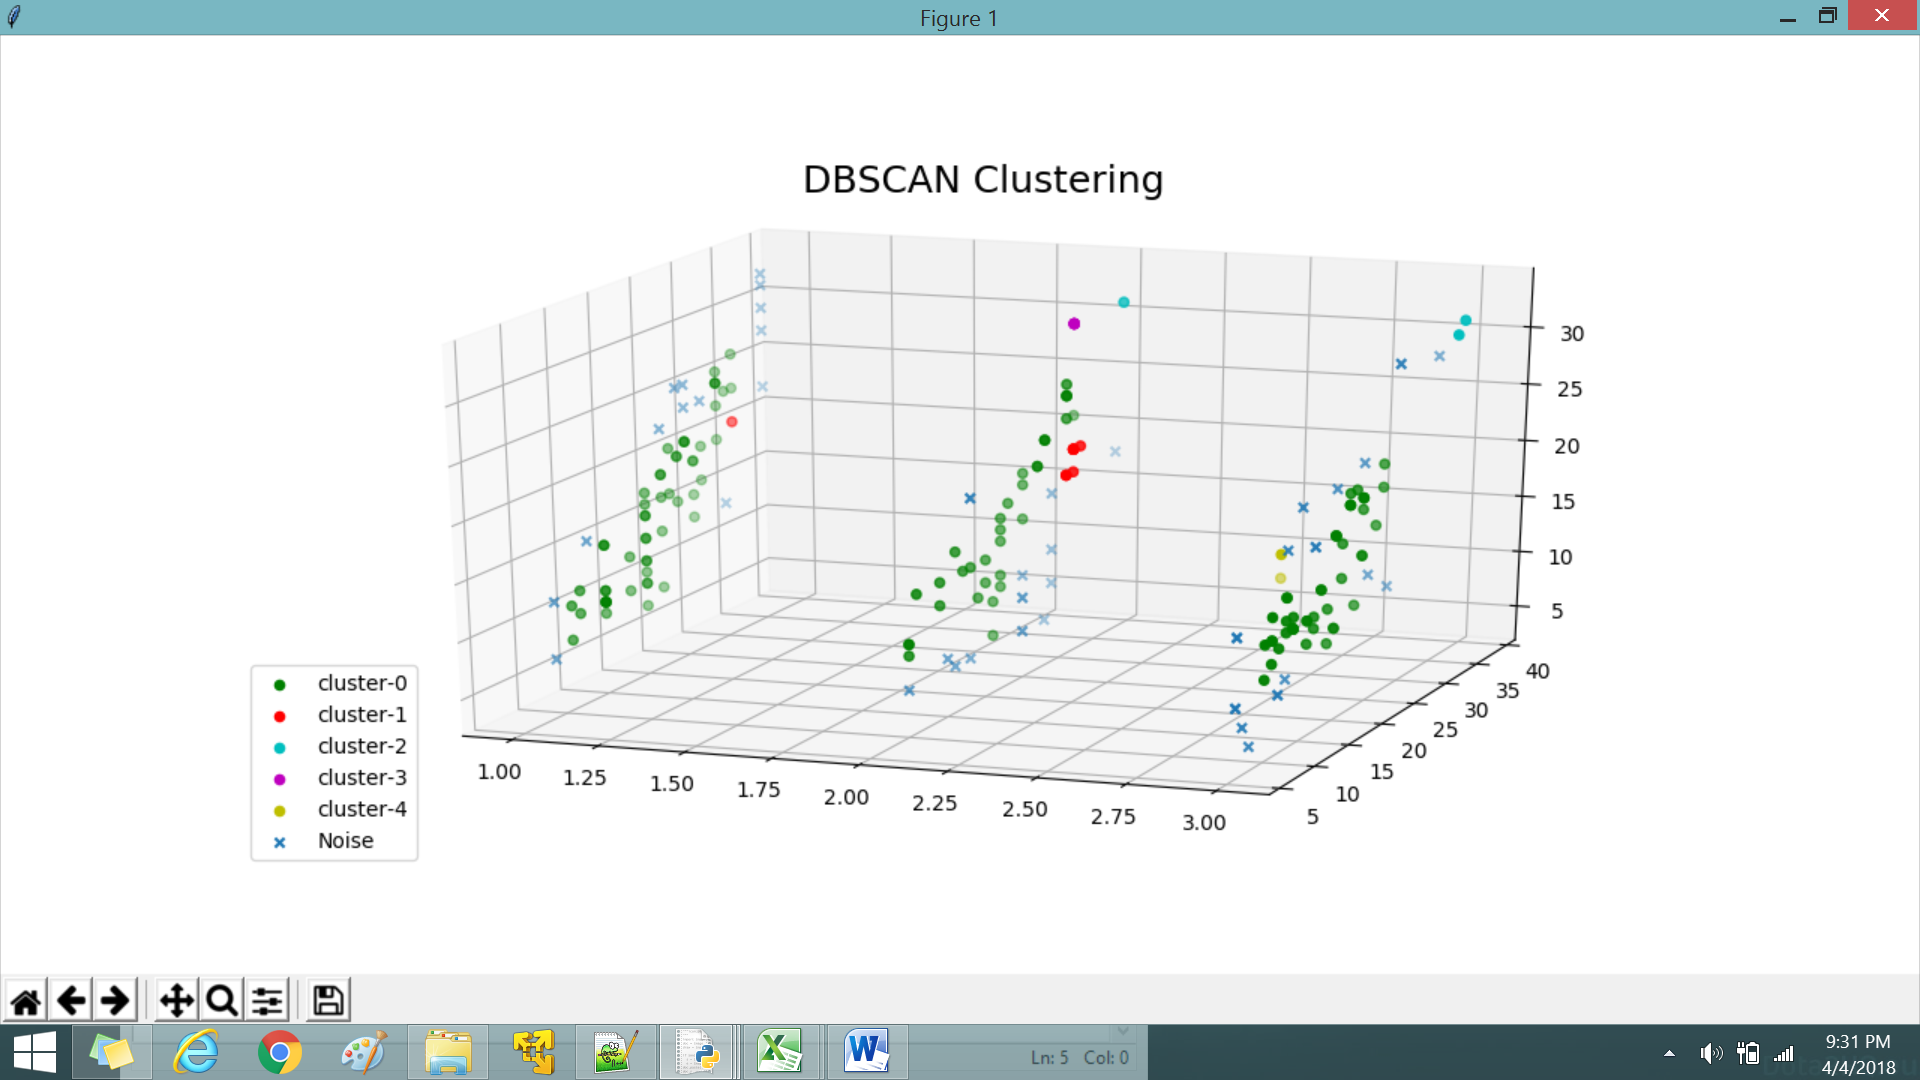 Figure 1
DBSCAN Clustering
30
25
20
15
10
5
40
35
30
25
20
15
10
5
1.00
1.25
1.50
1.75
2.00
2.25
2.50
2.75
3.00
cluster-0
cluster-1
cluster-2
cluster-3
cluster-4
Noise
Ln: 5 Col: 0
9:31 PM
4/4/2018